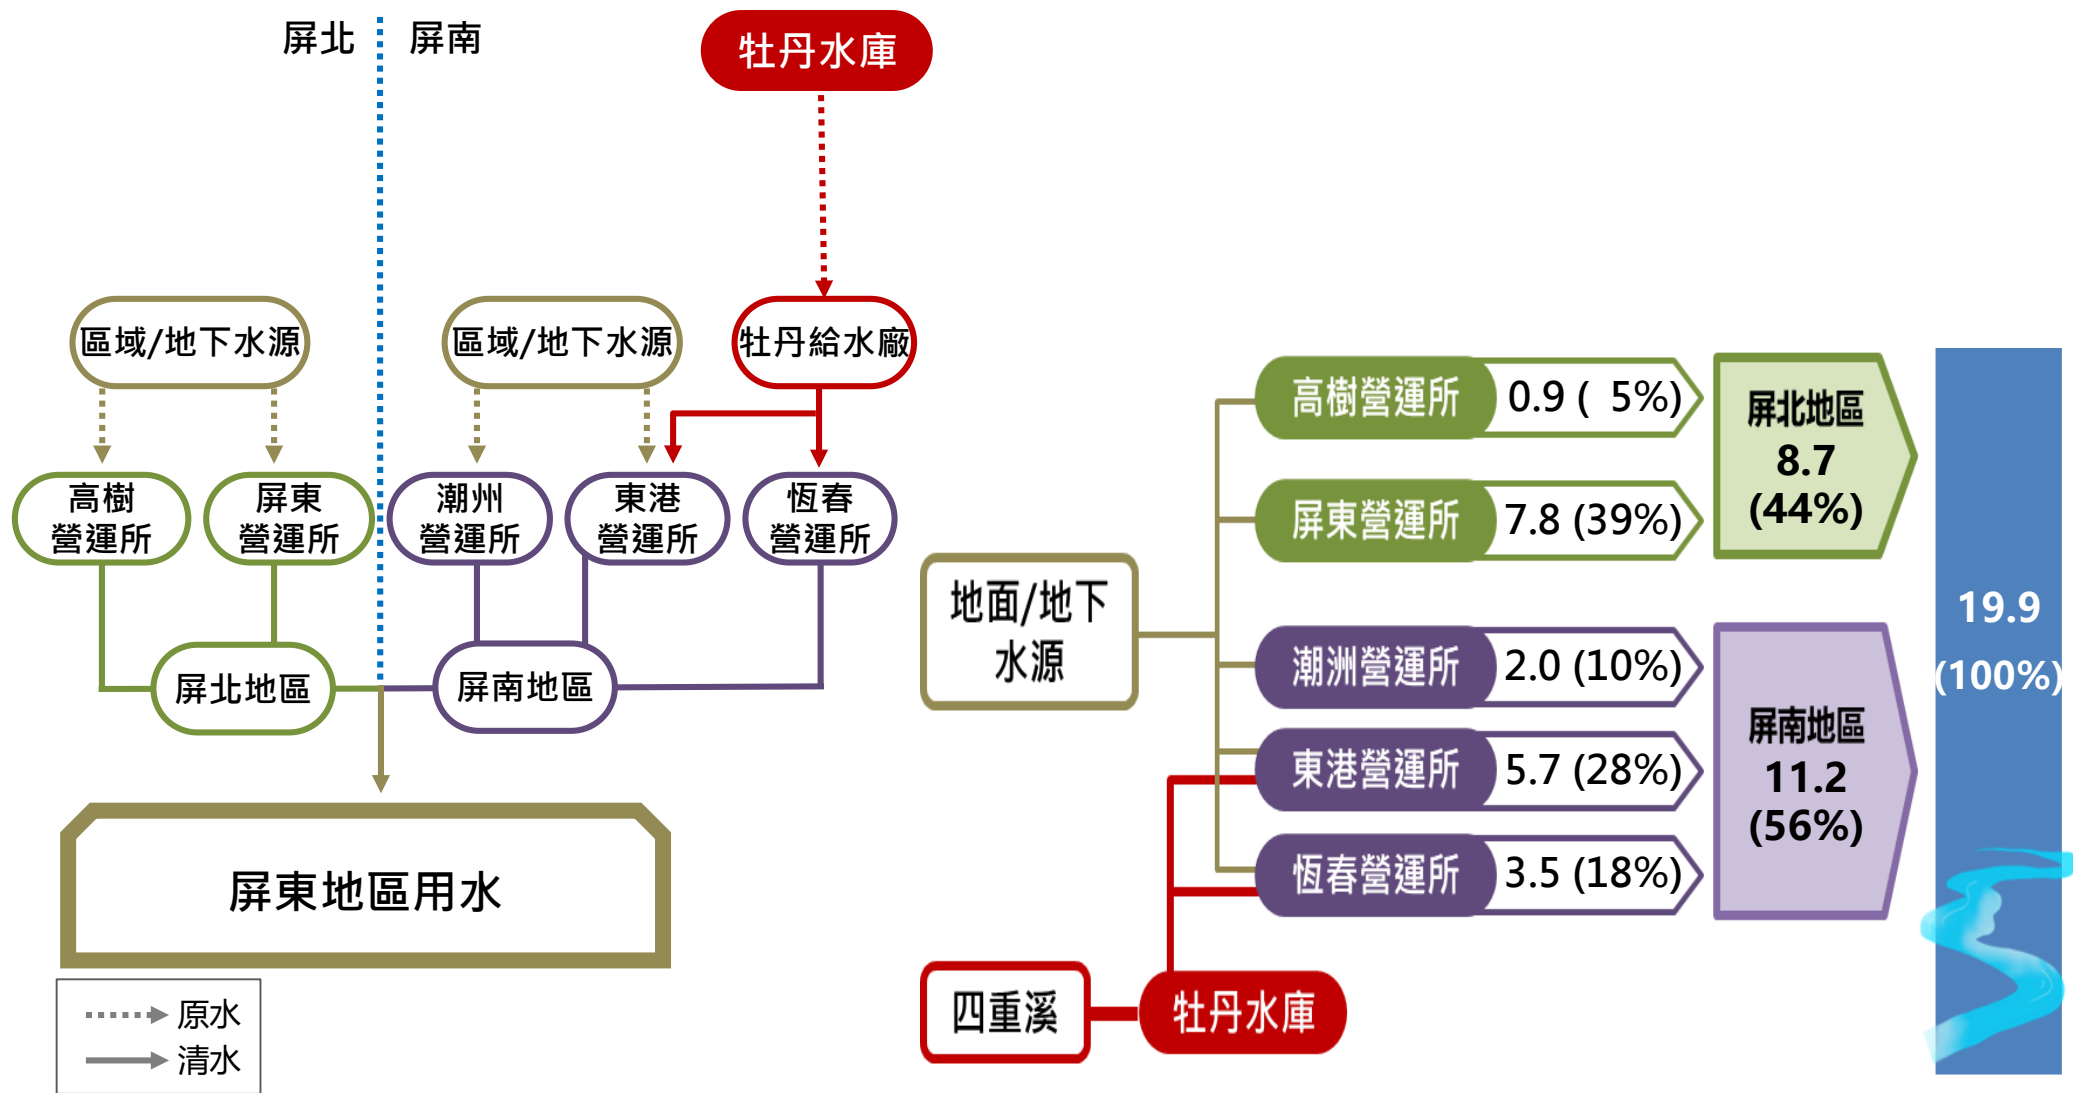 屏北
屏南
牡丹水庫
區域/地下水源
區域/地下水源
牡丹給水廠
高樹
營運所
屏東
營運所
潮州
營運所
東港
營運所
恆春
營運所
屏北地區
屏南地區
屏東地區用水
原水
清水
地面/地下
水源
四重溪
牡丹水庫
高樹營運所
0.9 ( 5%)
屏東營運所
7.8 (39%)
潮洲營運所
2.0 (10%)
東港營運所
5.7 (28%)
恆春營運所
3.5 (18%)
屏北地區
8.7
(44%)
屏南地區
11.2
(56%)
19.9
(100%)